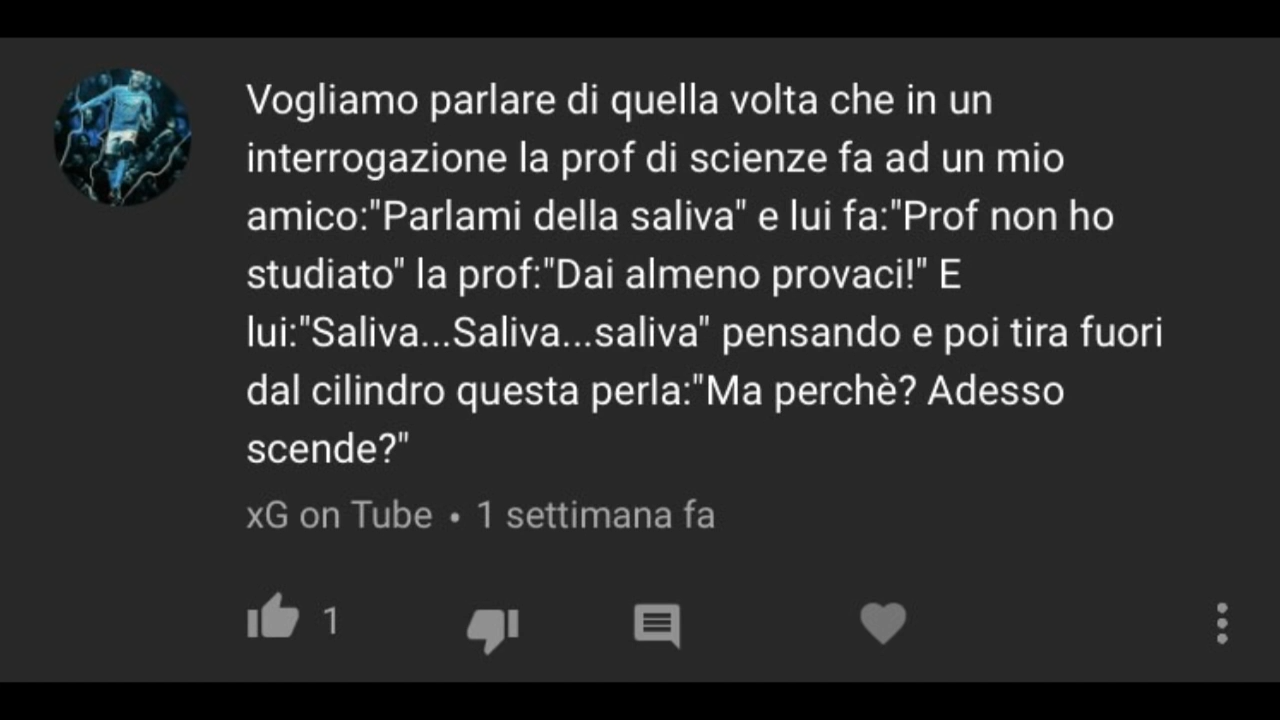 Vogliamo parlare di quella volta che in un
interrogazione la prof di scienze fa ad un mio
amico:"Parlami della saliva" e lui fa:"Prof non ho
studiato" la prof:"Dai almeno provaci!" E
lui:"Saliva...Saliva...saliva" pensando e poi tira fuori
dal cilindro questa perla:"Ma perchè? Adesso
scende?"
xG on Tube • 1 settimana fa
1